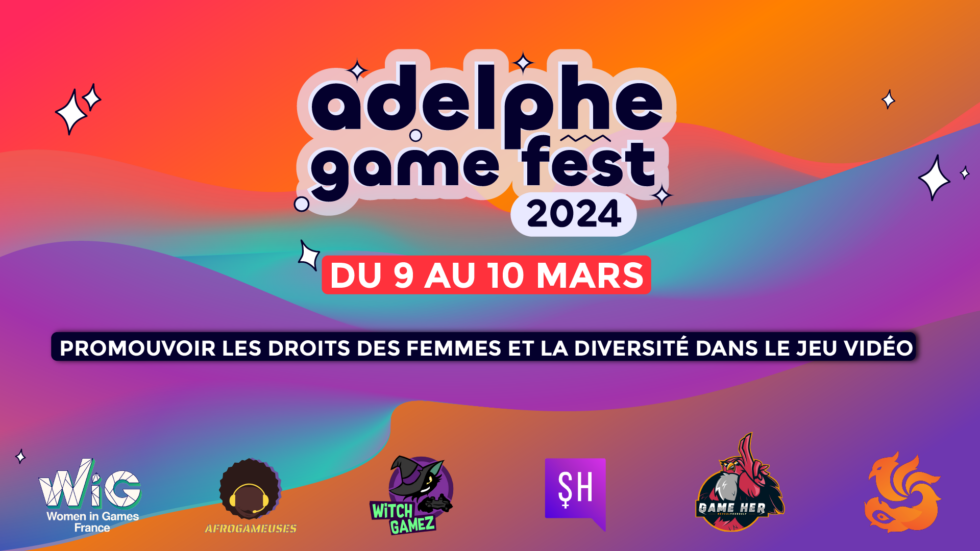 adelphe
game fest
2024
DU 9 AU 10 MARS
PROMOUVOIR LES DROITS DES FEMMES ET LA DIVERSITÉ DANS LE JEU VIDÉO
WiG
Women in Games
France
AFROGAMEUSES
WiTCH
GAMEZ
SH
GAME HER